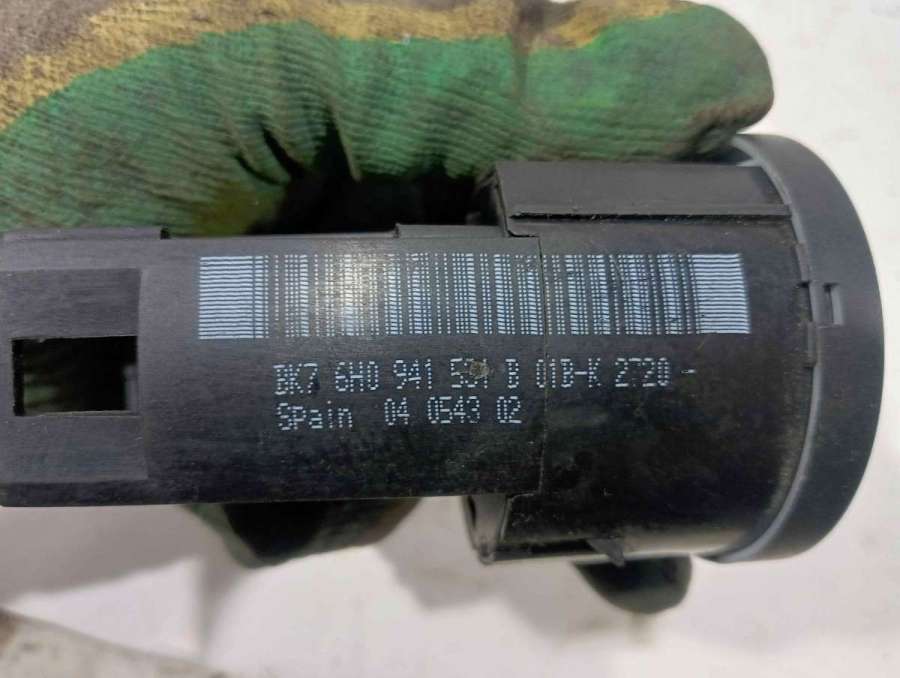 BK7 6H0 941 531 B 01B-K 2720 -
Spain 04 0543 02